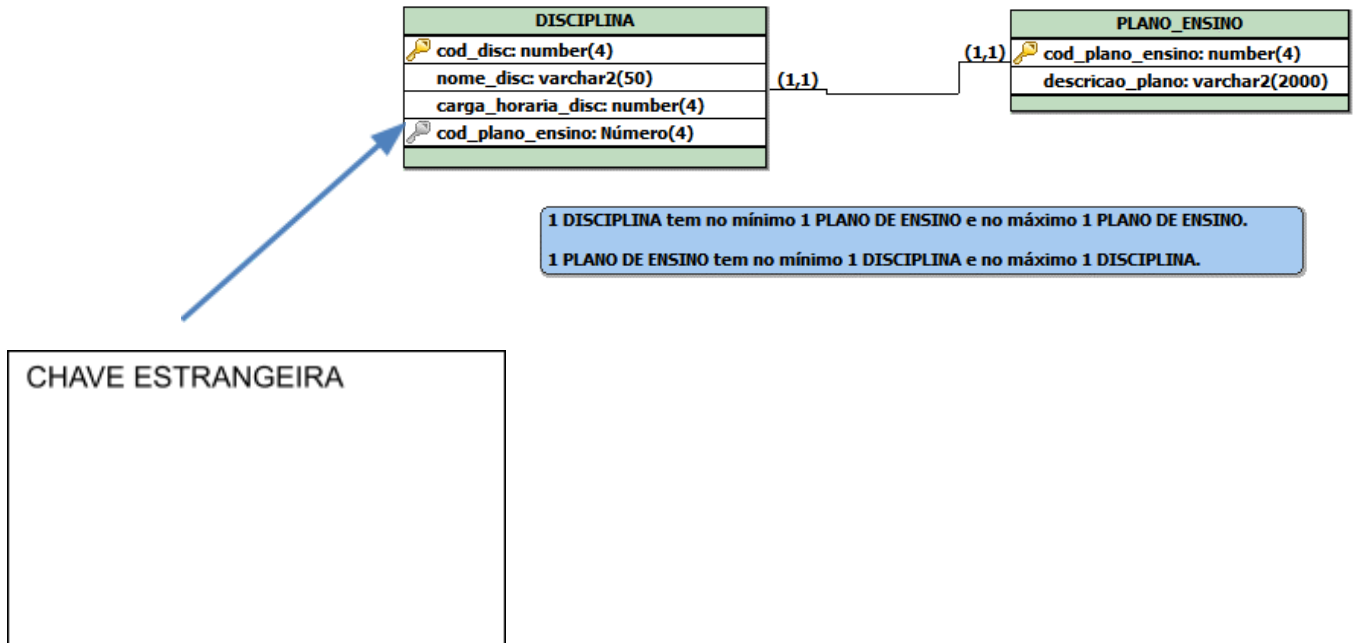 DISCIPLINA
cod_disc: number(4)
nome_disc: varchar2(50)
carga_horaria_disc: number(4)
cod_plano_ensino: Número(4)
(1,1)
(1,1)
PLANO_ENSINO
cod_plano_ensino: number(4)
descricao_plano: varchar2(2000)
1 DISCIPLINA tem no mínimo 1 PLANO DE ENSINO e no máximo 1 PLANO DE ENSINO.
1 PLANO DE ENSINO tem no mínimo 1 DISCIPLINA e no máximo 1 DISCIPLINA.
CHAVE ESTRANGEIRA